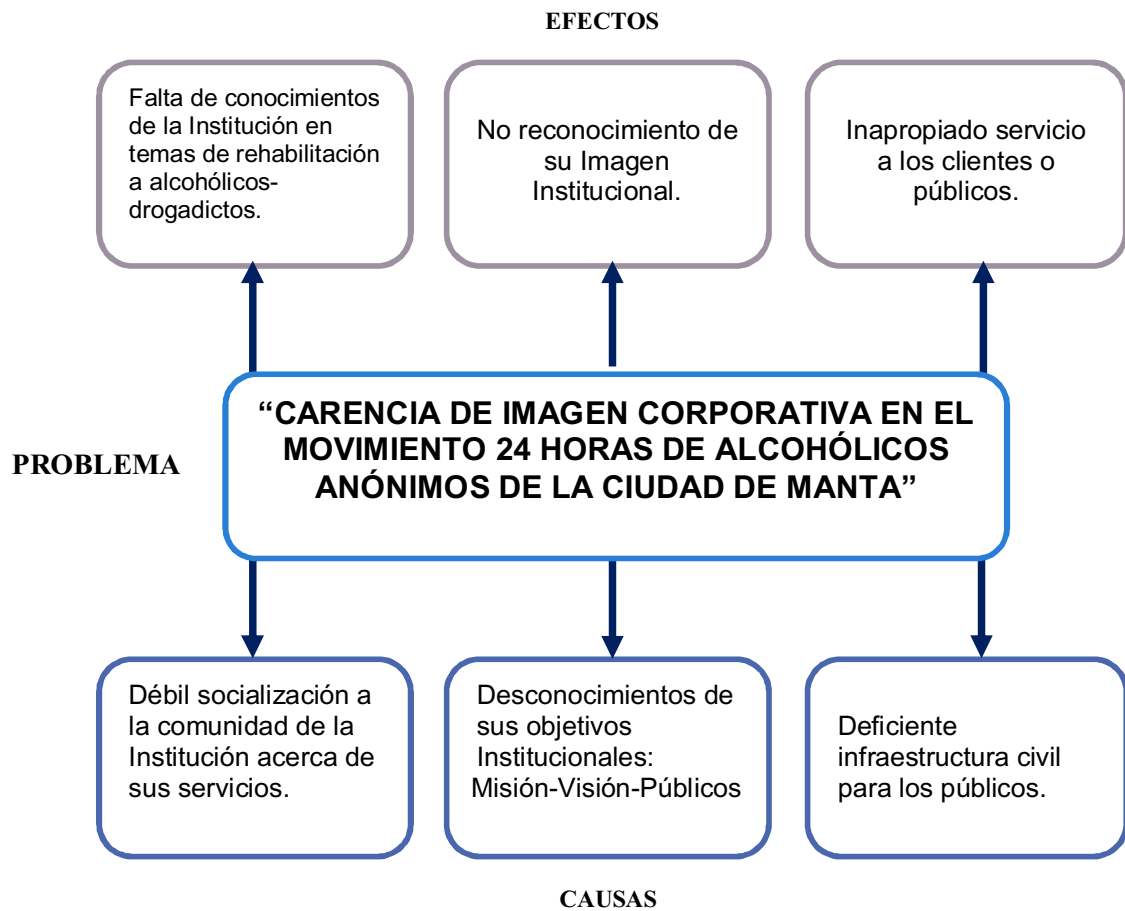 EFECTOS
Falta de conocimientos
de la Institución en
temas de rehabilitación
a alcohólicos-
drogadictos.
No reconocimiento de
su Imagen
Institucional.
Inapropiado servicio
a los clientes o
públicos.
PROBLEMA
“CARENCIA DE IMAGEN CORPORATIVA EN EL
MOVIMIENTO 24 HORAS DE ALCOHÓLICOS
ANÓNIMOS DE LA CIUDAD DE MANTA”
Débil socialización a
la comunidad de la
Institución acerca de
sus servicios.
Desconocimientos de
sus objetivos
Institucionales:
Misión-Visión-Públicos
Deficiente
infraestructura civil
para los públicos.
CAUSAS